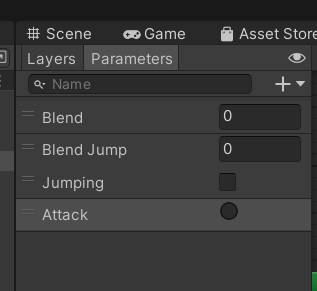 Scene Game Asset Store
Layers Parameters
Name
Blend 0
Blend Jump 0
Jumping
Attack